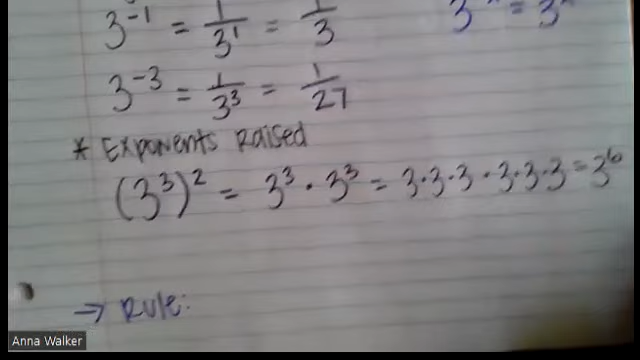 3⁻¹ = 1/3¹ = 1/3
3⁻³ = 1/3³ = 1/27
* Exponents Raised
(3³)² = 3³ · 3³ = 3·3·3·3·3·3 = 3⁶
→ Rule:
Anna Walker